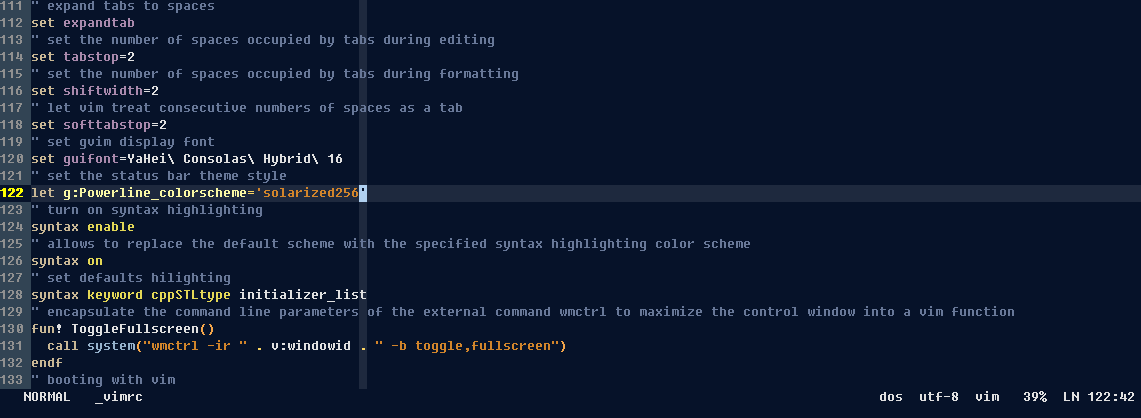 111 " expand tabs to spaces
112 set expandtab
113 " set the number of spaces occupied by tabs during editing
114 set tabstop=2
115 " set the number of spaces occupied by tabs during formatting
116 set shiftwidth=2
117 " let vim treat consecutive numbers of spaces as a tab
118 set softtabstop=2
119 " set gvim display font
120 set guifont=YaHei\ Consolas\ Hybrid\ 16
121 " set the status bar theme style
122 let g:Powerline_colorscheme='solarized256'
123 " turn on syntax highlighting
124 syntax enable
125 " allows to replace the default scheme with the specified syntax highlighting color scheme
126 syntax on
127 " set defaults hilighting
128 syntax keyword cppSTLtype initializer_list
129 " encapsulate the command line parameters of the external command wmctrl to maximize the control window into a vim function
130 fun! ToggleFullscreen()
131   call system("wmctrl -ir " . v:windowid . " -b toggle,fullscreen")
132 endf
133 " booting with vim
NORMAL _vimrc dos utf-8 vim 39% LN 122:42